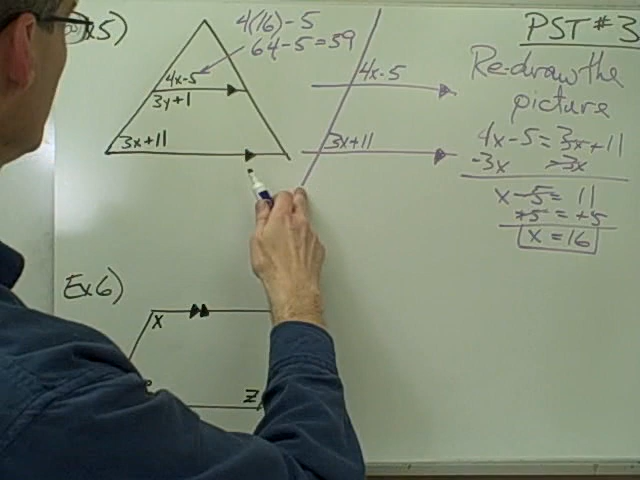 x5)
4(16)-5
64-5=59
4x-5
3y+1
3x+11
4x-5
3x+11
PST #3
Re-draw the
picture
4x-5=3x+11
-3x -3x
x-5= 11
+5 = +5
x=16
Ex6)
x
z